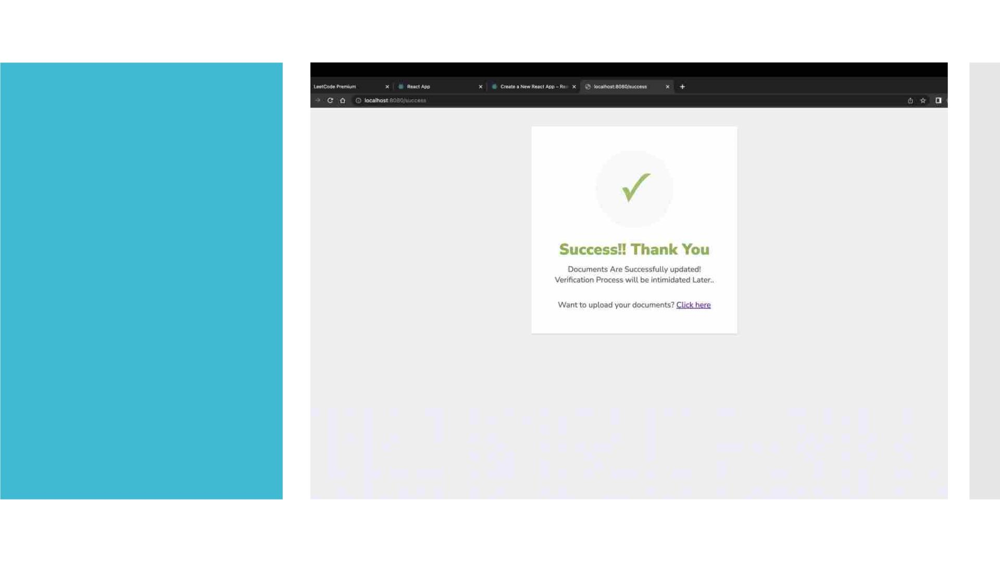 LeetCode Premium
React App
Create a New React App – Rea
localhost:8080/success
localhost:8080/success
Success!! Thank You
Documents Are Successfully updated!
Verification Process will be intimidated Later..
Want to upload your documents? Click here